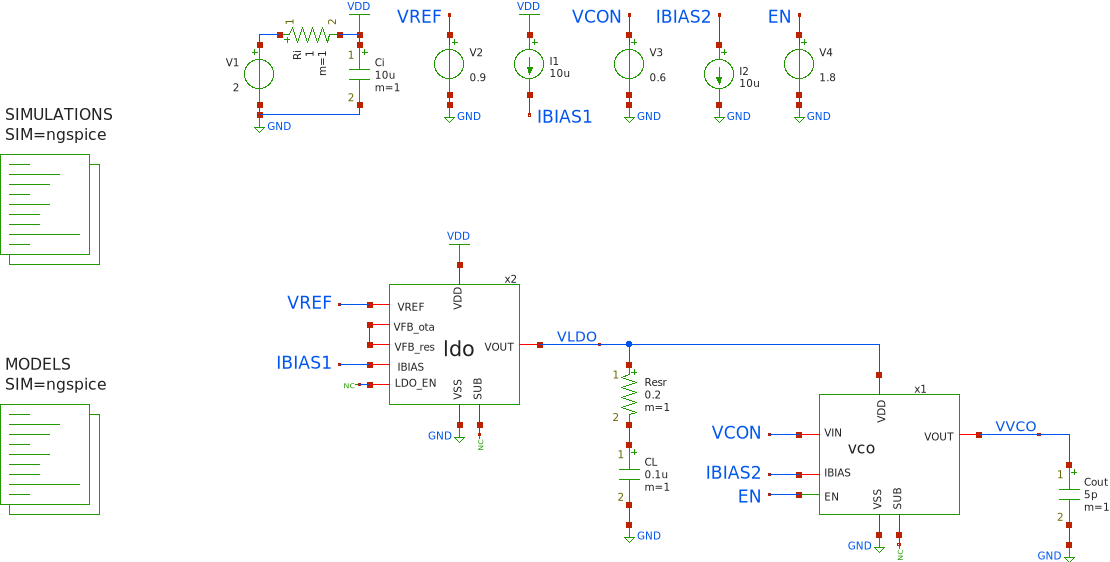 VDD
VREF
VDD
VCON
IBIAS2
EN
1
2
+
Ri
1
m=1
V1
+
2
1
+
Ci
10u
m=1
2
GND
+
V2
0.9
GND
+
I1
10u
IBIAS1
+
V3
0.6
GND
+
I2
10u
GND
+
V4
1.8
GND
SIMULATIONS
SIM=ngspice
MODELS
SIM=ngspice
VDD
x2
VDD
VREF
VREF
VFB_ota
VFB_res
IBIAS1
IBIAS
NC
LDO_EN
ldo
VOUT
VSS
SUB
GND
NC
VLDO
1
+
Resr
0.2
m=1
2
1
+
CL
0.1u
m=1
2
GND
x1
VDD
VCON
VIN
vco
VOUT
IBIAS2
IBIAS
EN
EN
VSS
SUB
GND
NC
VVCO
1
+
Cout
5p
m=1
2
GND